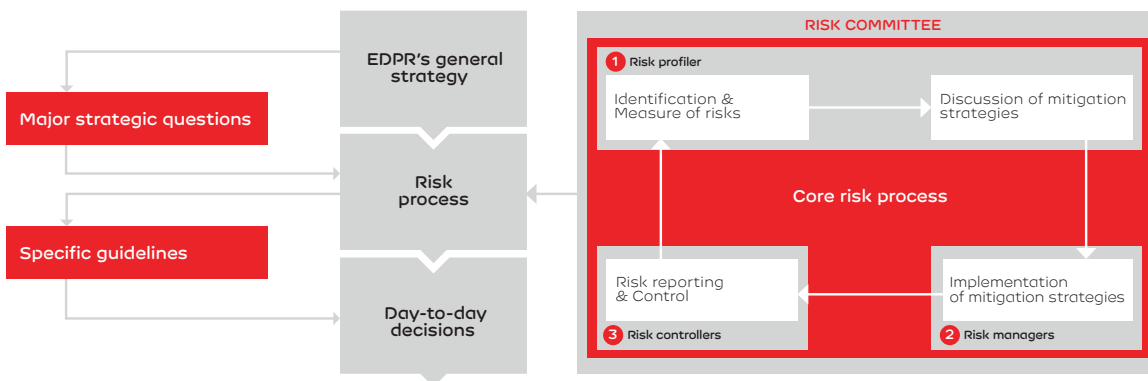 EDPR's general
strategy
Major strategic questions
Risk
process
Specific guidelines
Day-to-day
decisions
RISK COMMITTEE
1 Risk profiler
Identification &
Measure of risks
Discussion of mitigation
strategies
Core risk process
Risk reporting
& Control
3 Risk controllers
Implementation
of mitigation strategies
2 Risk managers